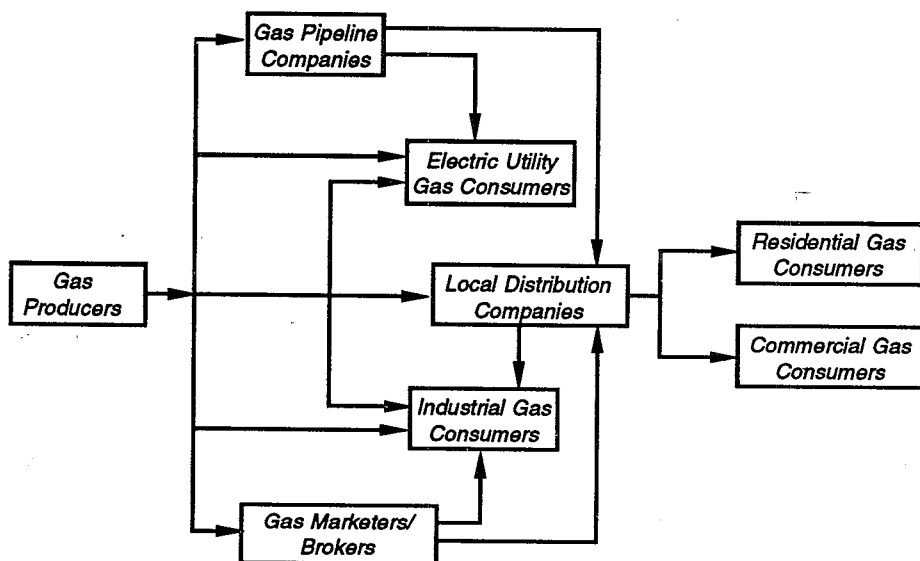 Gas Pipeline
Companies
Electric Utility
Gas Consumers
Residential Gas
Consumers
Gas
Producers
Local Distribution
Companies
Commercial Gas
Consumers
Industrial Gas
Consumers
Gas Marketers/
Brokers